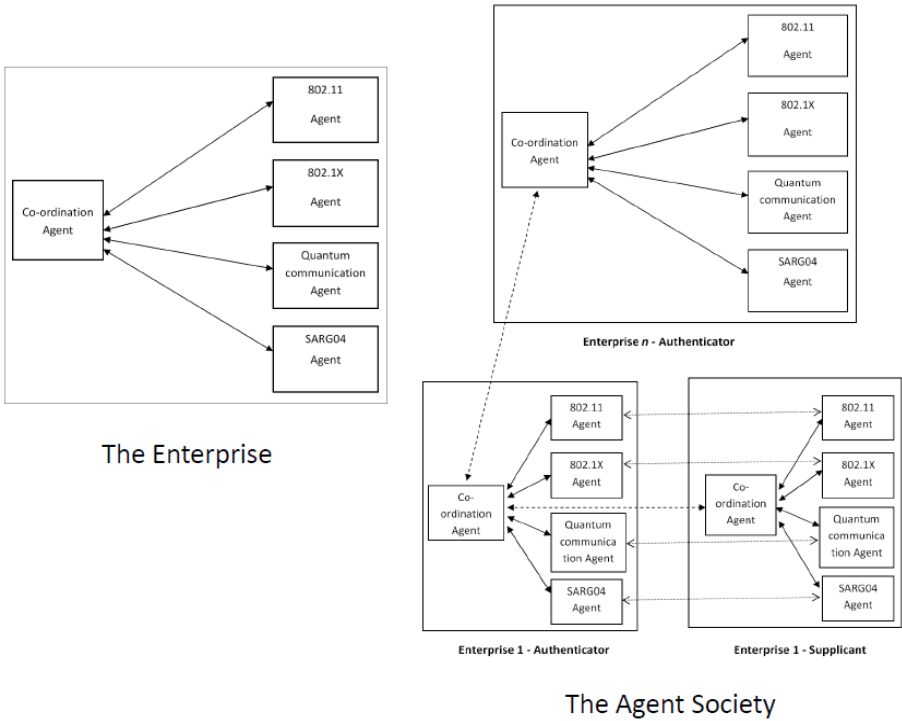 802.11
Agent
802.1X
Agent
Co-ordination
Agent
Quantum
communication
Agent
SARG04
Agent
The Enterprise
802.11
Agent
802.1X
Agent
Co-ordination
Agent
Quantum
communication
Agent
SARG04
Agent
Enterprise n - Authenticator
802.11
Agent
802.1X
Agent
Co-
ordination
Agent
Quantum
communica
tion Agent
SARG04
Agent
Enterprise 1 - Authenticator
802.11
Agent
802.1X
Agent
Co-
ordination
Agent
Quantum
communica
tion Agent
SARG04
Agent
Enterprise 1 - Supplicant
The Agent Society